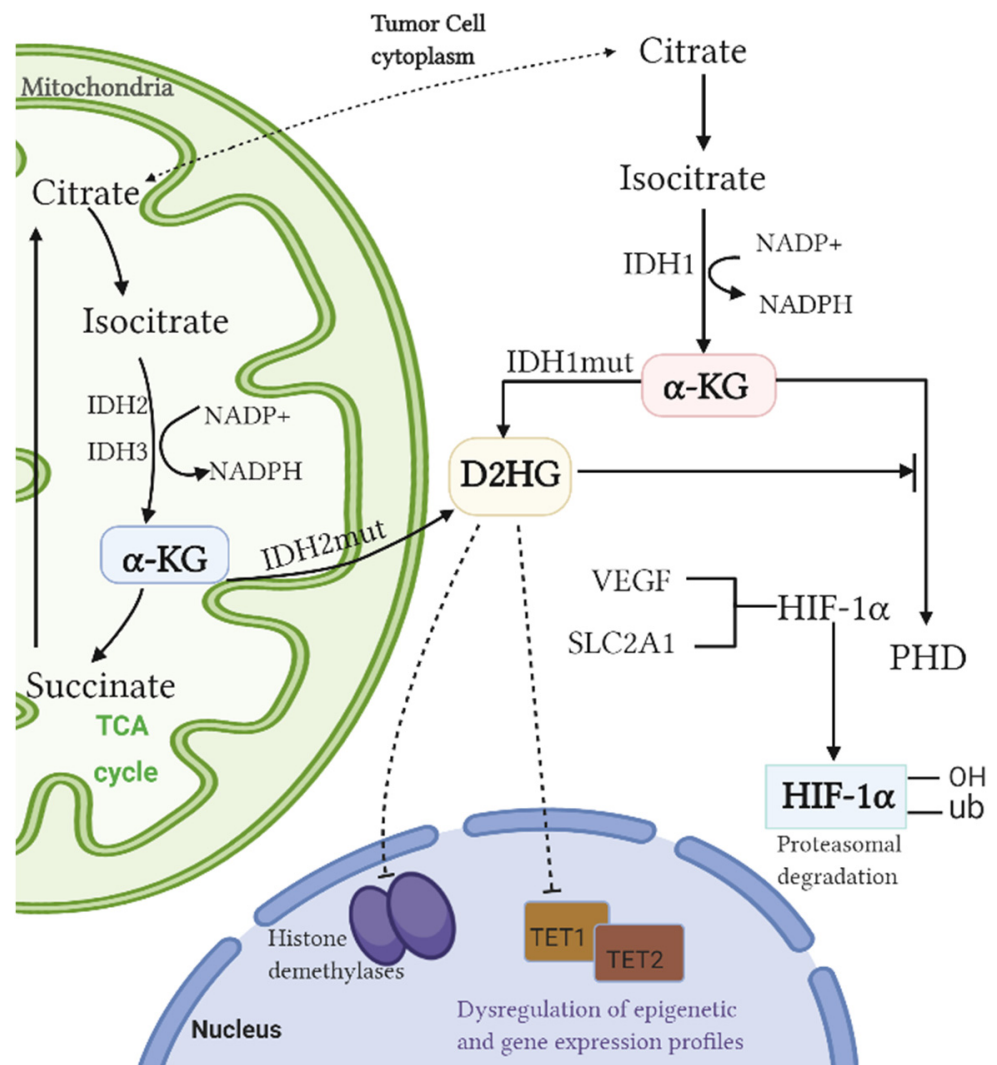 Tumor Cell
cytoplasm
Citrate
Mitochondria
Isocitrate
Citrate
NADP+
IDH1
NADPH
Isocitrate
IDH1mut
α-KG
IDH2
NADP+
IDH3
NADPH
D2HG
α-KG
IDH2mut
VEGF
HIF-1α
SLC2A1
PHD
Succinate
TCA
cycle
HIF-1α
OH
ub
Proteasomal
degradation
Histone
demethylases
TET1
TET2
Dysregulation of epigenetic
and gene expression profiles
Nucleus